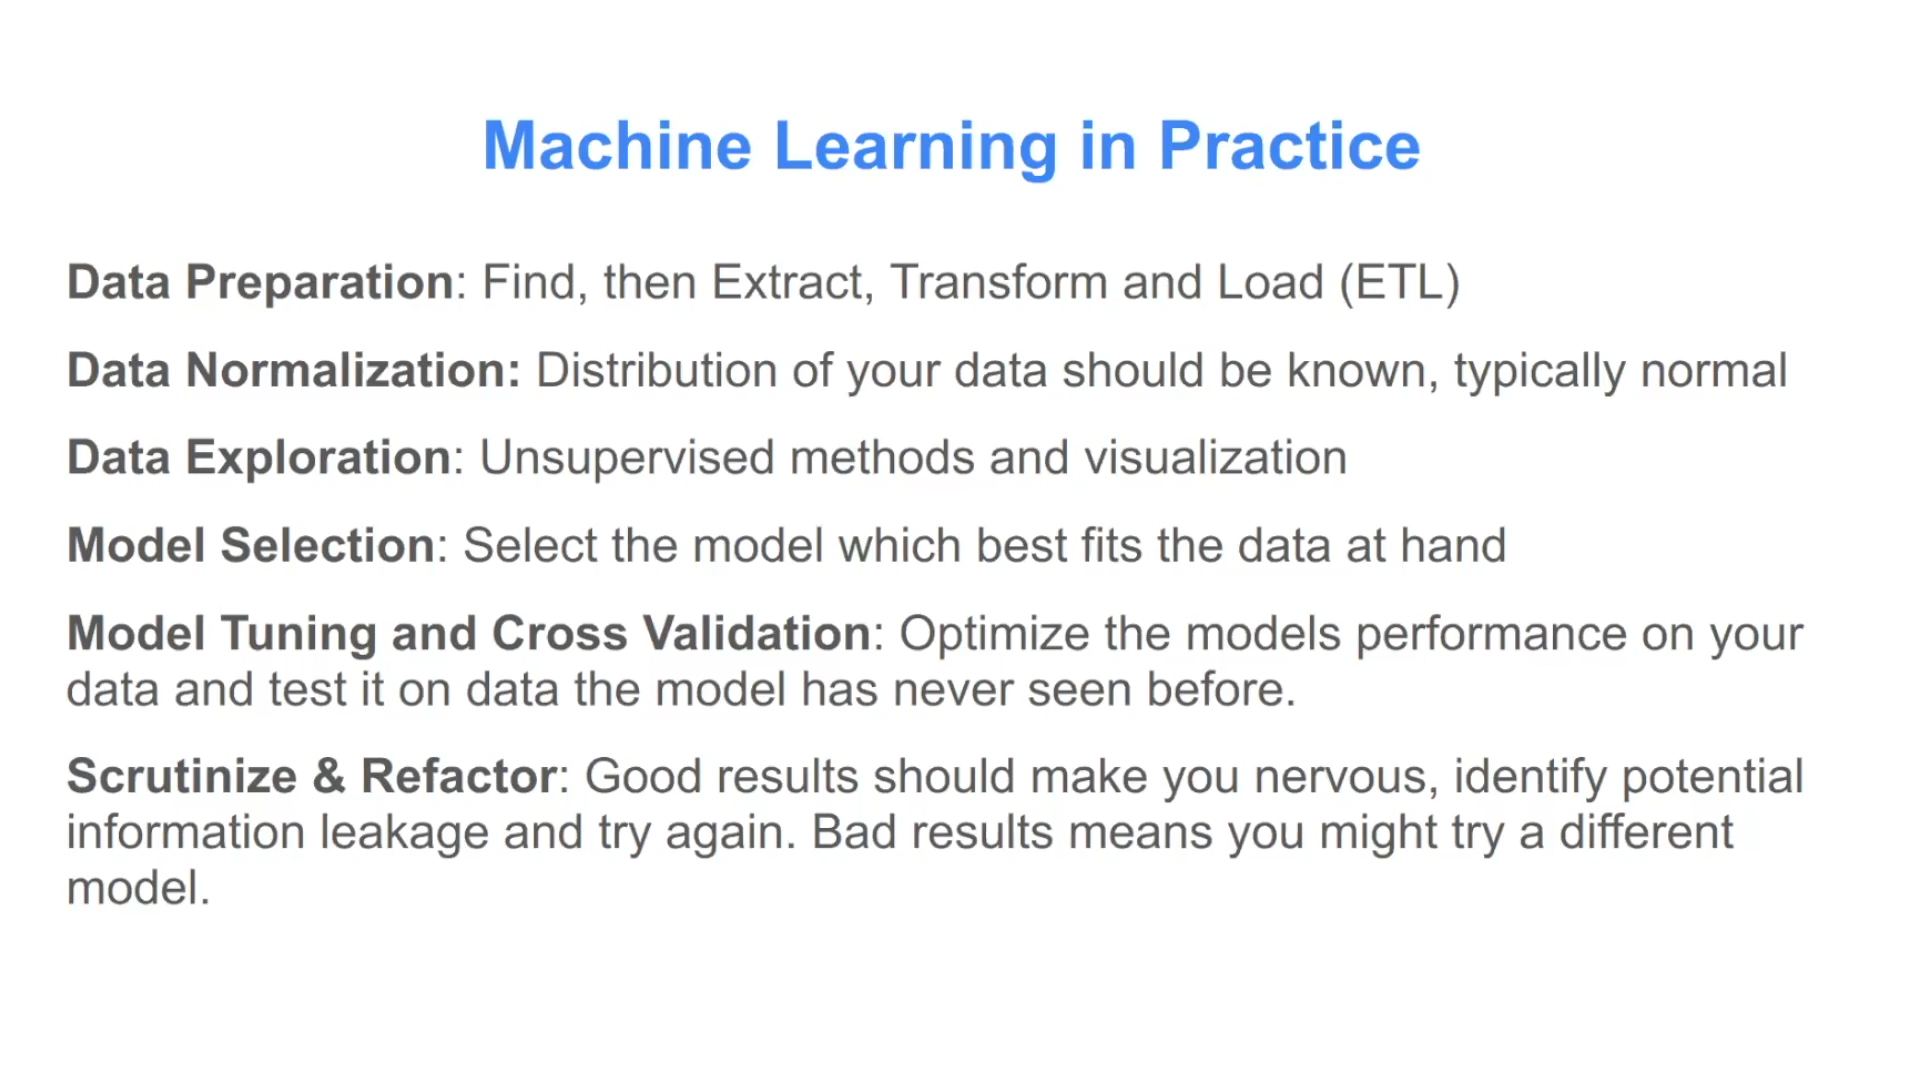 Machine Learning in Practice
Data Preparation: Find, then Extract, Transform and Load (ETL)
Data Normalization: Distribution of your data should be known, typically normal
Data Exploration: Unsupervised methods and visualization
Model Selection: Select the model which best fits the data at hand
Model Tuning and Cross Validation: Optimize the models performance on your
data and test it on data the model has never seen before.
Scrutinize & Refactor: Good results should make you nervous, identify potential
information leakage and try again. Bad results means you might try a different
model.